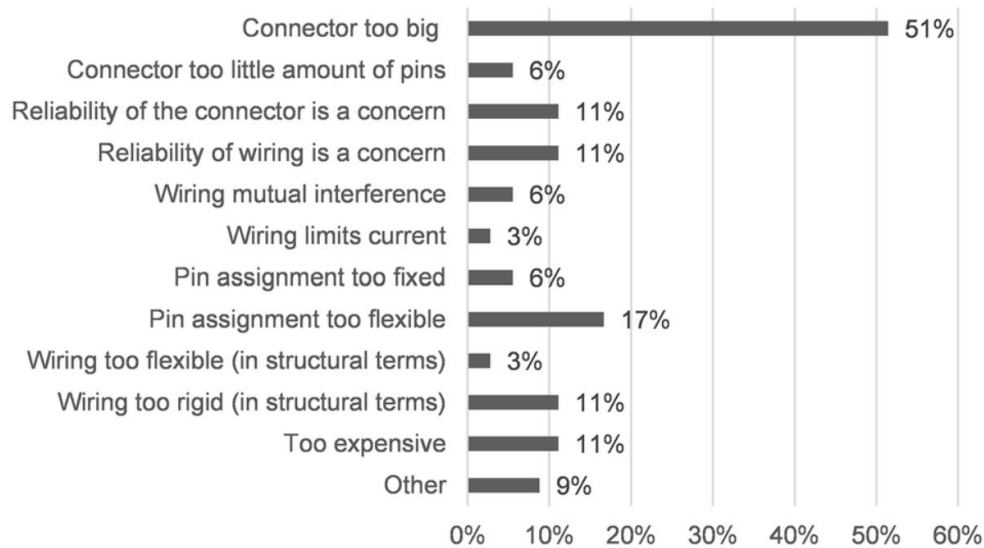 Connector too big 51%
Connector too little amount of pins 6%
Reliability of the connector is a concern 11%
Reliability of wiring is a concern 11%
Wiring mutual interference 6%
Wiring limits current 3%
Pin assignment too fixed 6%
Pin assignment too flexible 17%
Wiring too flexible (in structural terms) 3%
Wiring too rigid (in structural terms) 11%
Too expensive 11%
Other 9%
0% 10% 20% 30% 40% 50% 60%